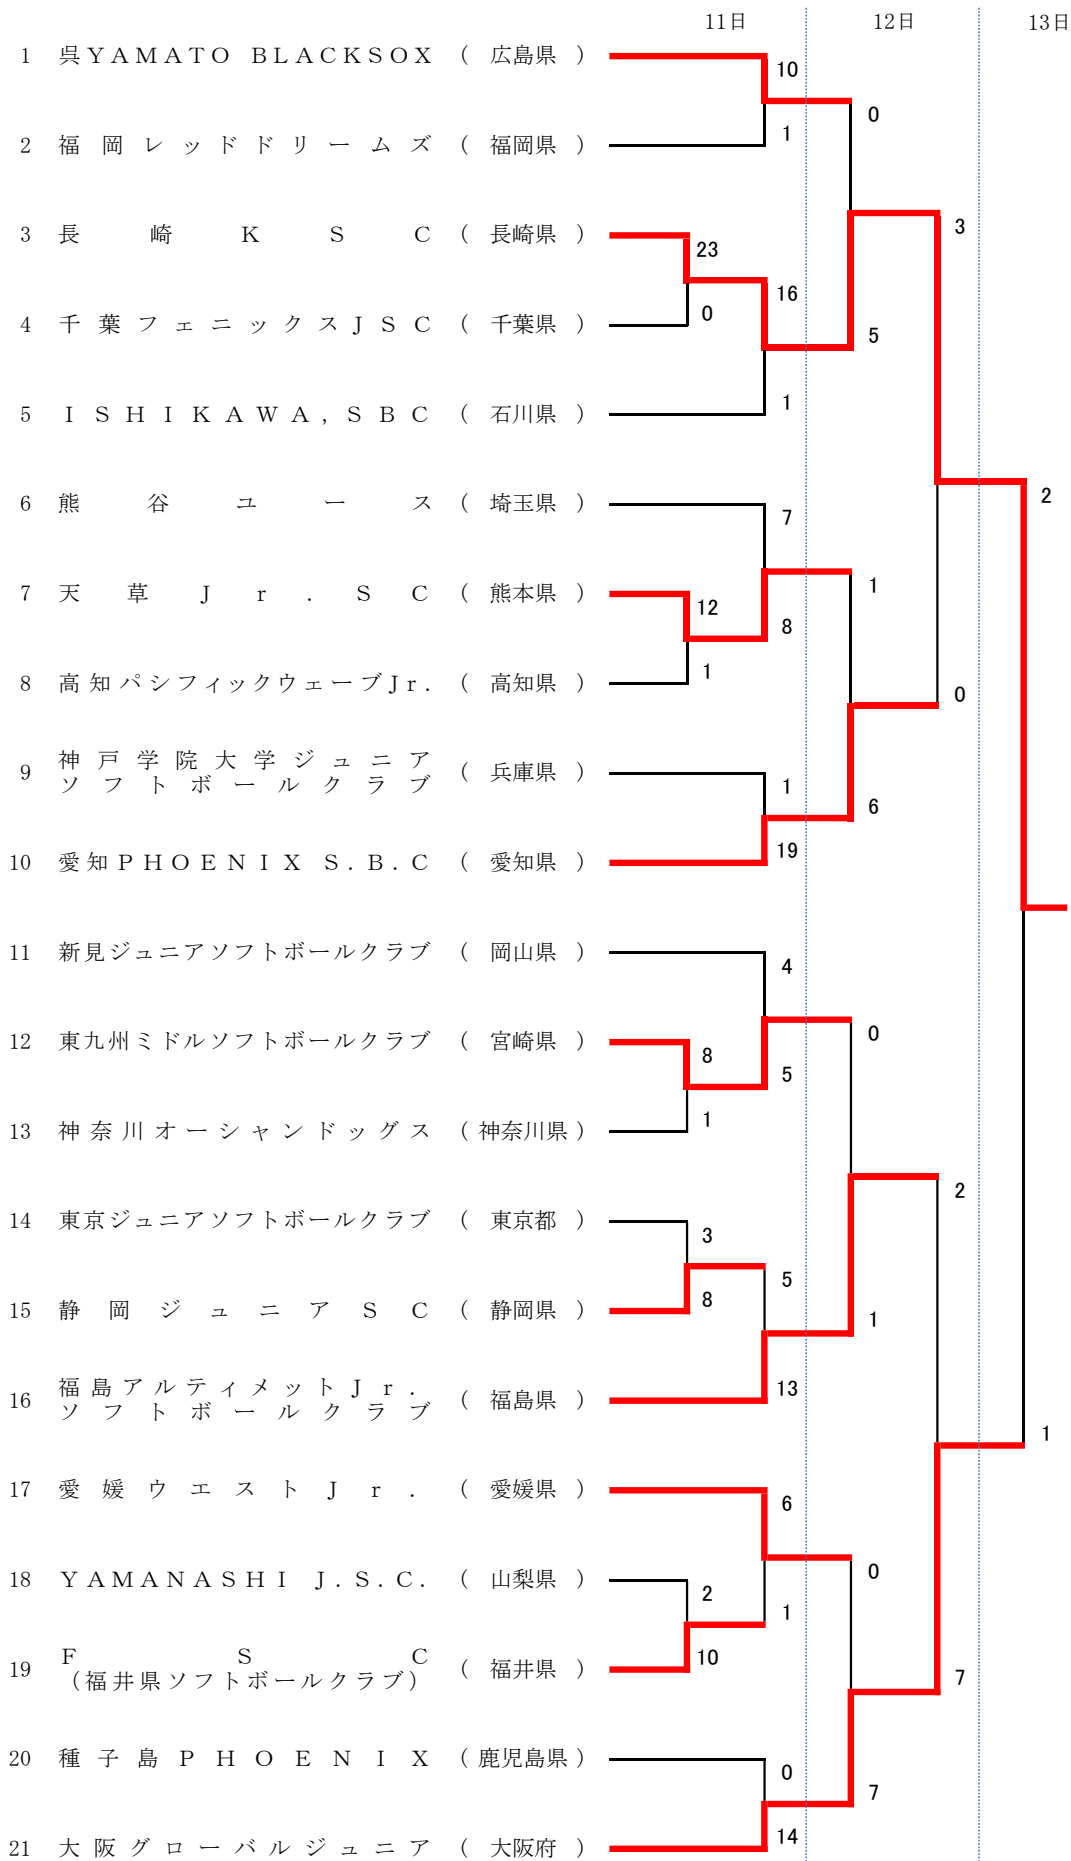 11日 12日 13日
1 呉YAMATO BLACKSOX ( 広島県 )
10
0
1
2 福岡レッドドリームズ ( 福岡県 )
3 長崎KSC ( 長崎県 )
3
23
16
0
4 千葉フェニックスJSC ( 千葉県 )
5
1
5 ISHIKAWA,SBC ( 石川県 )
6 熊谷ユース ( 埼玉県 )
2
7
1
7 天草Jr.SC ( 熊本県 )
12
8
1
8 高知パシフィックウェーブJr. ( 高知県 )
0
神戸学院大学ジュニア
9 ( 兵庫県 )
ソフトボールクラブ
1
6
19
10 愛知PHOENIX S.B.C ( 愛知県 )
11 新見ジュニアソフトボールクラブ ( 岡山県 )
4
0
12 東九州ミドルソフトボールクラブ ( 宮崎県 )
8
5
1
13 神奈川オーシャンドッグス ( 神奈川県 )
2
14 東京ジュニアソフトボールクラブ ( 東京都 )
3
5
8
15 静岡ジュニアSC ( 静岡県 )
1
13
福島アルティメットJr.
16 ( 福島県 )
ソフトボールクラブ
1
17 愛媛ウエストJr. ( 愛媛県 )
6
0
18 YAMANASHI J.S.C. ( 山梨県 )
2
1
10
FSC
19 ( 福井県 )
(福井県ソフトボールクラブ)
7
20 種子島PHOENIX ( 鹿児島県 )
0
7
14
21 大阪グローバルジュニア ( 大阪府 )